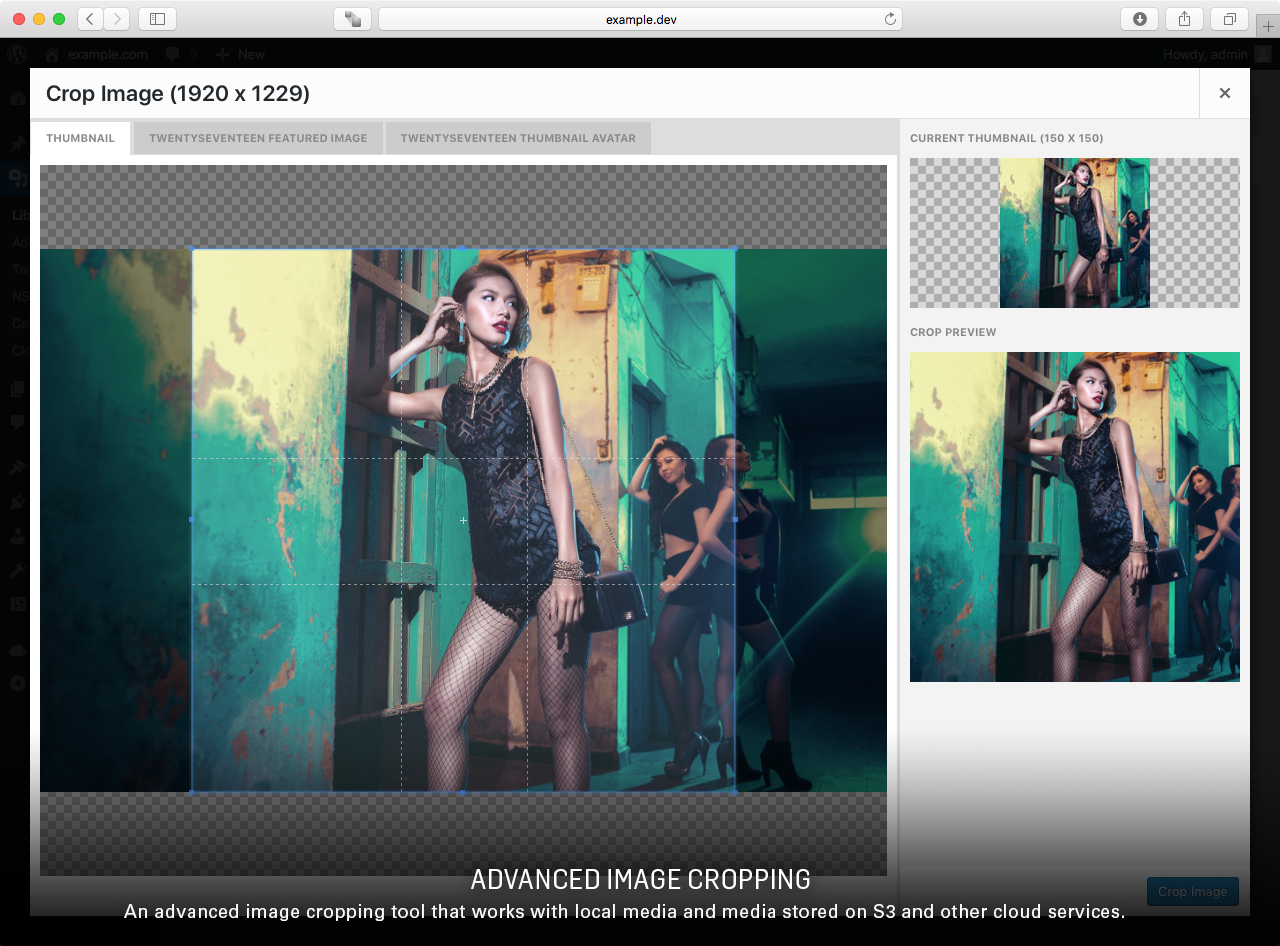 example.dev
example.com 0 New Howdy, admin
Crop Image (1920 x 1229)
THUMBNAIL TWENTYSEVENTEEN FEATURED IMAGE TWENTYSEVENTEEN THUMBNAIL AVATAR
CURRENT THUMBNAIL (150 X 150)
CROP PREVIEW
Crop Image
ADVANCED IMAGE CROPPING
An advanced image cropping tool that works with local media and media stored on S3 and other cloud services.